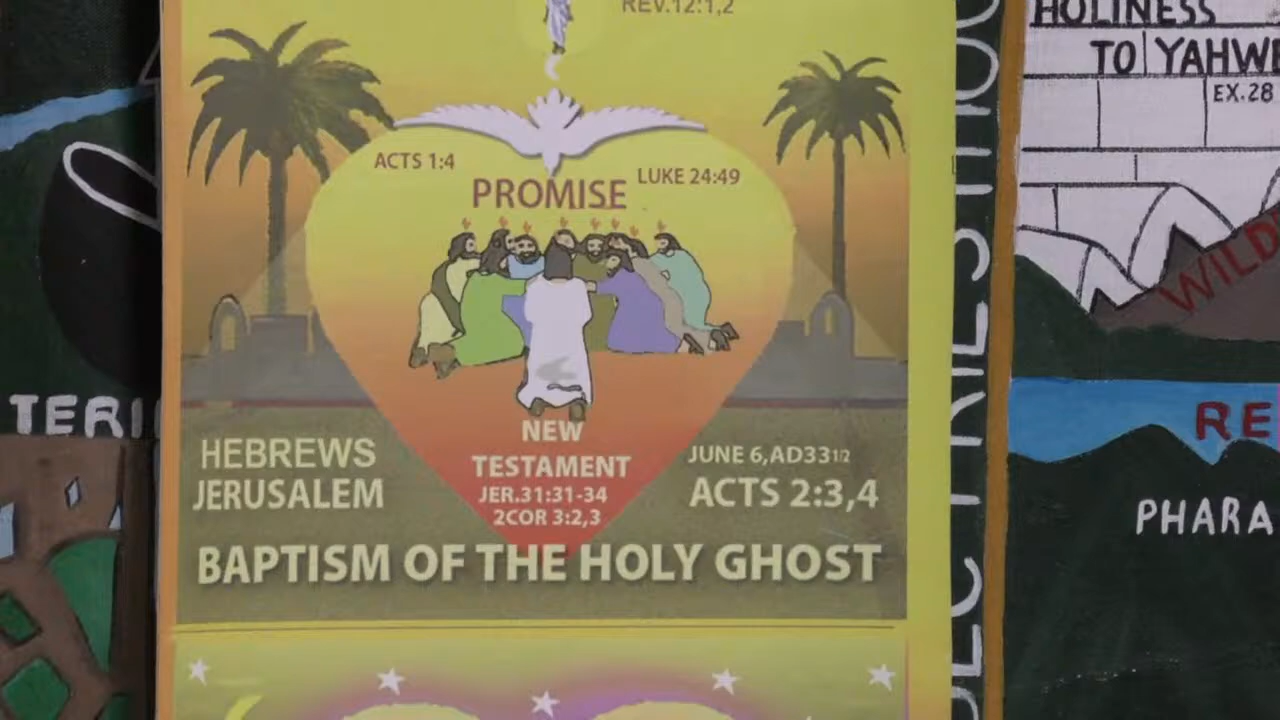 REV.12:1,2
ACTS 1:4
LUKE 24:49
PROMISE
HEBREWS
JERUSALEM
NEW
TESTAMENT
JER.31:31-34
2COR 3:2,3
JUNE 6,AD33 1/2
ACTS 2:3,4
BAPTISM OF THE HOLY GHOST
HOLINESS
TO YAHWE
EX.28
WILD
RE
PHARA
TERI